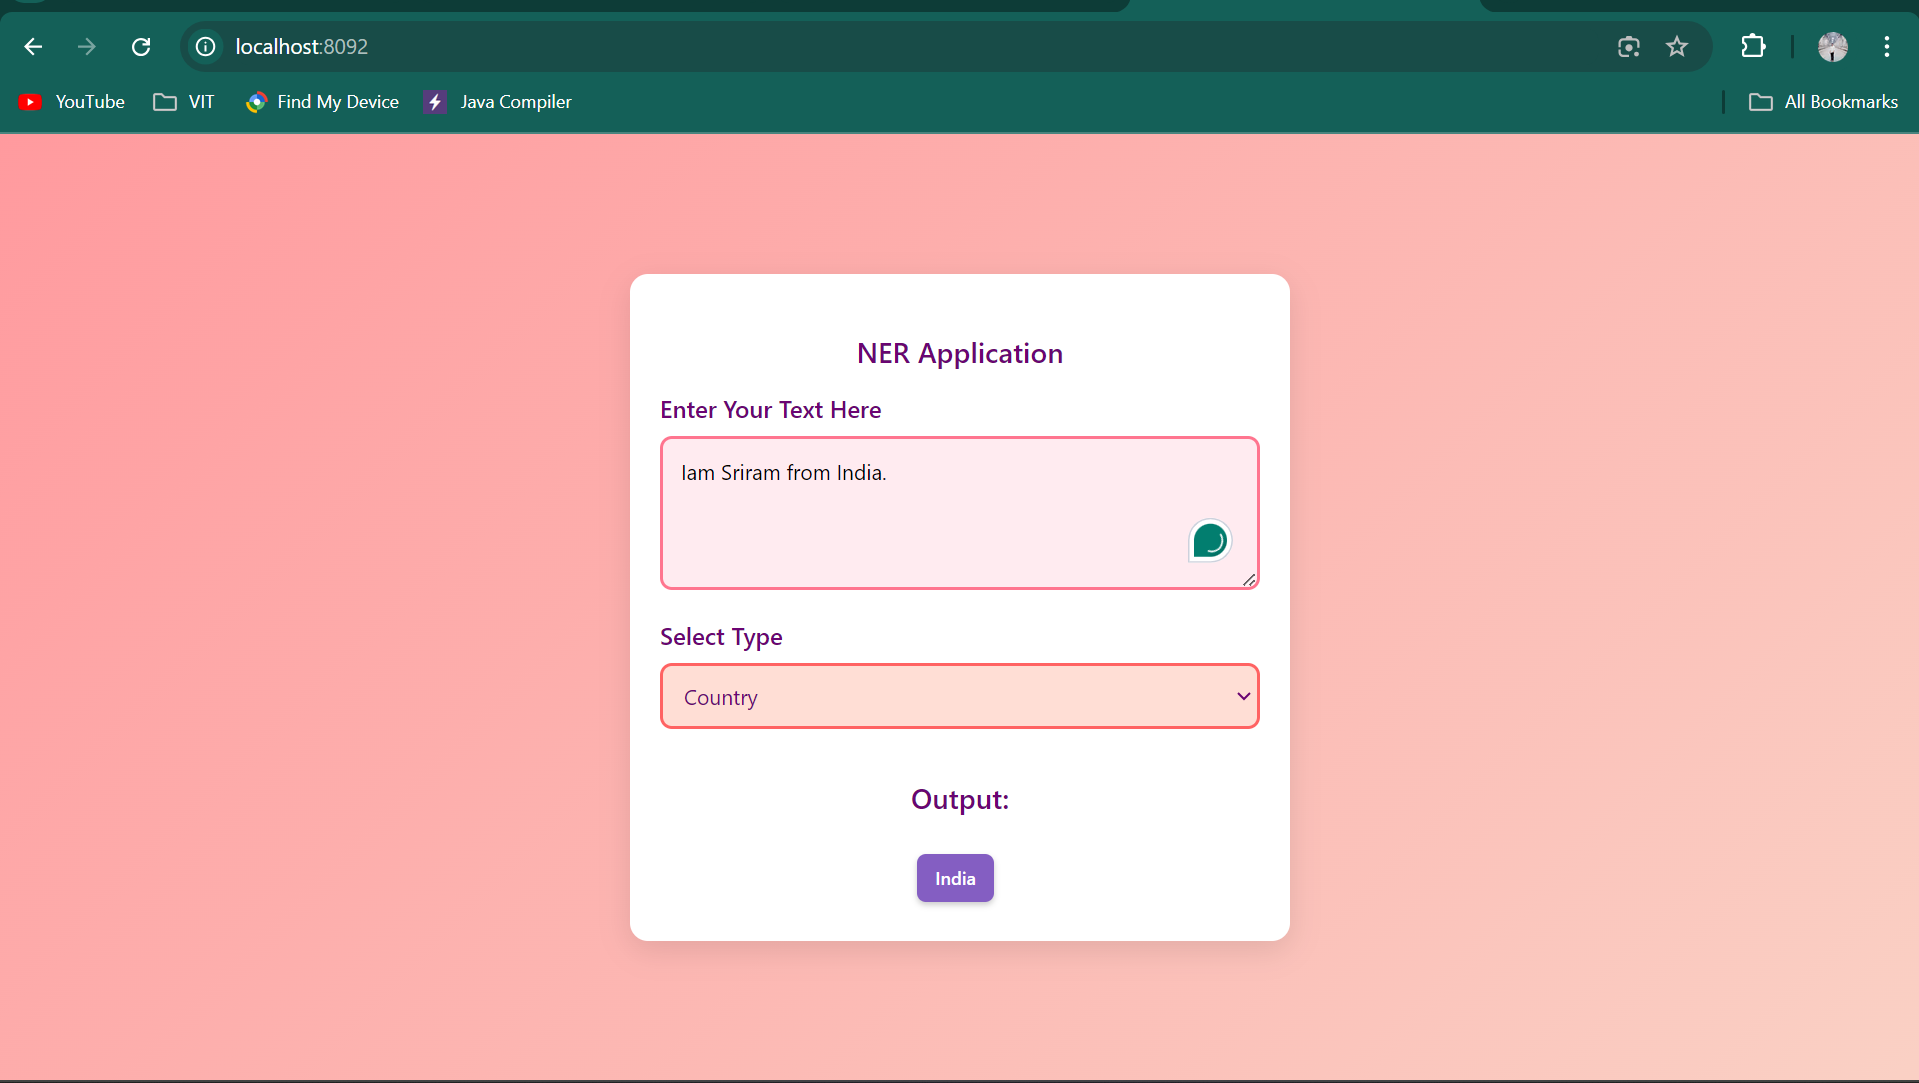 localhost:8092
YouTube VIT Find My Device Java Compiler All Bookmarks
NER Application
Enter Your Text Here
Iam Sriram from India.
Select Type
Country
Output:
India